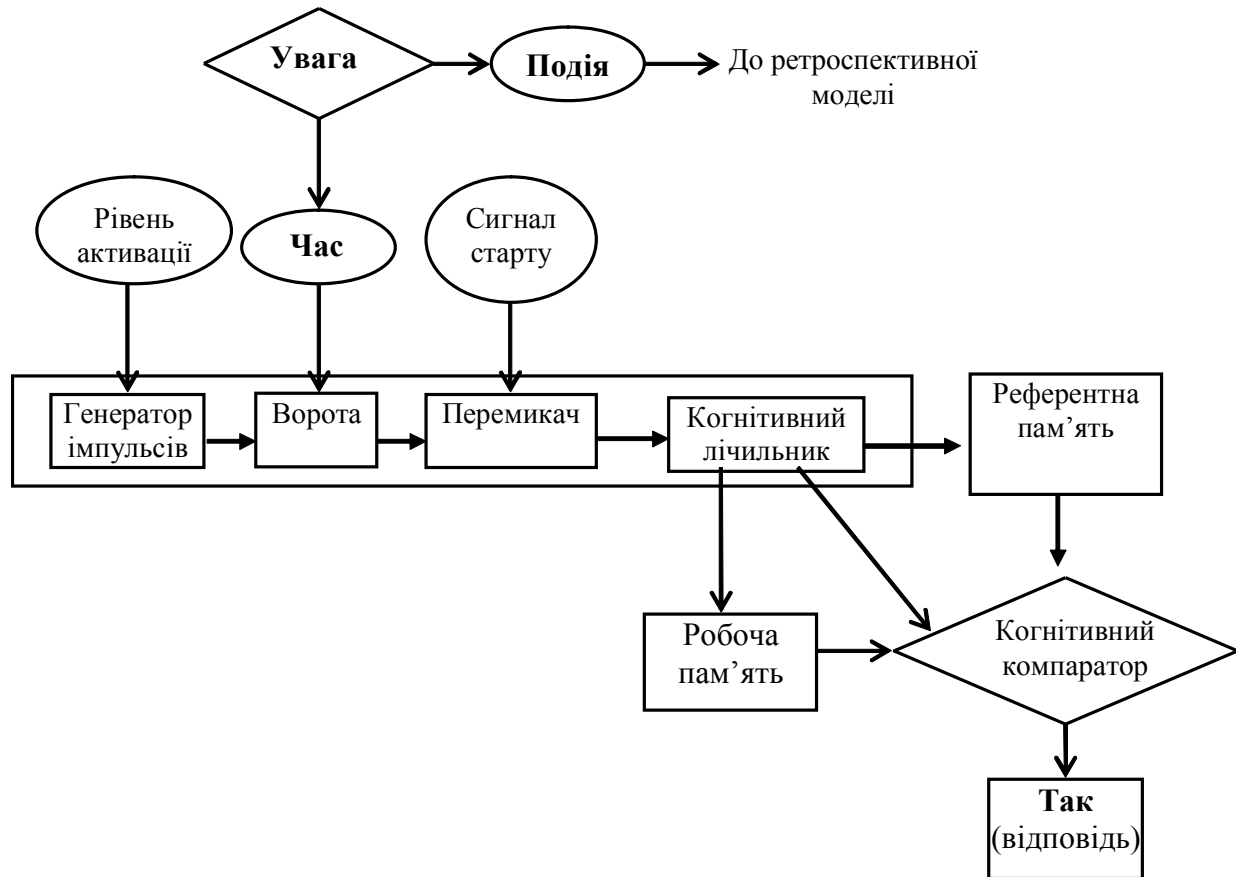 Увага
Подія
До ретроспективної
моделі
Рівень
активації
Час
Сигнал
старту
Генератор
імпульсів
Ворота
Перемикач
Когнітивний
лічильник
Референтна
пам’ять
Робоча
пам’ять
Когнітивний
компаратор
Так
(відповідь)